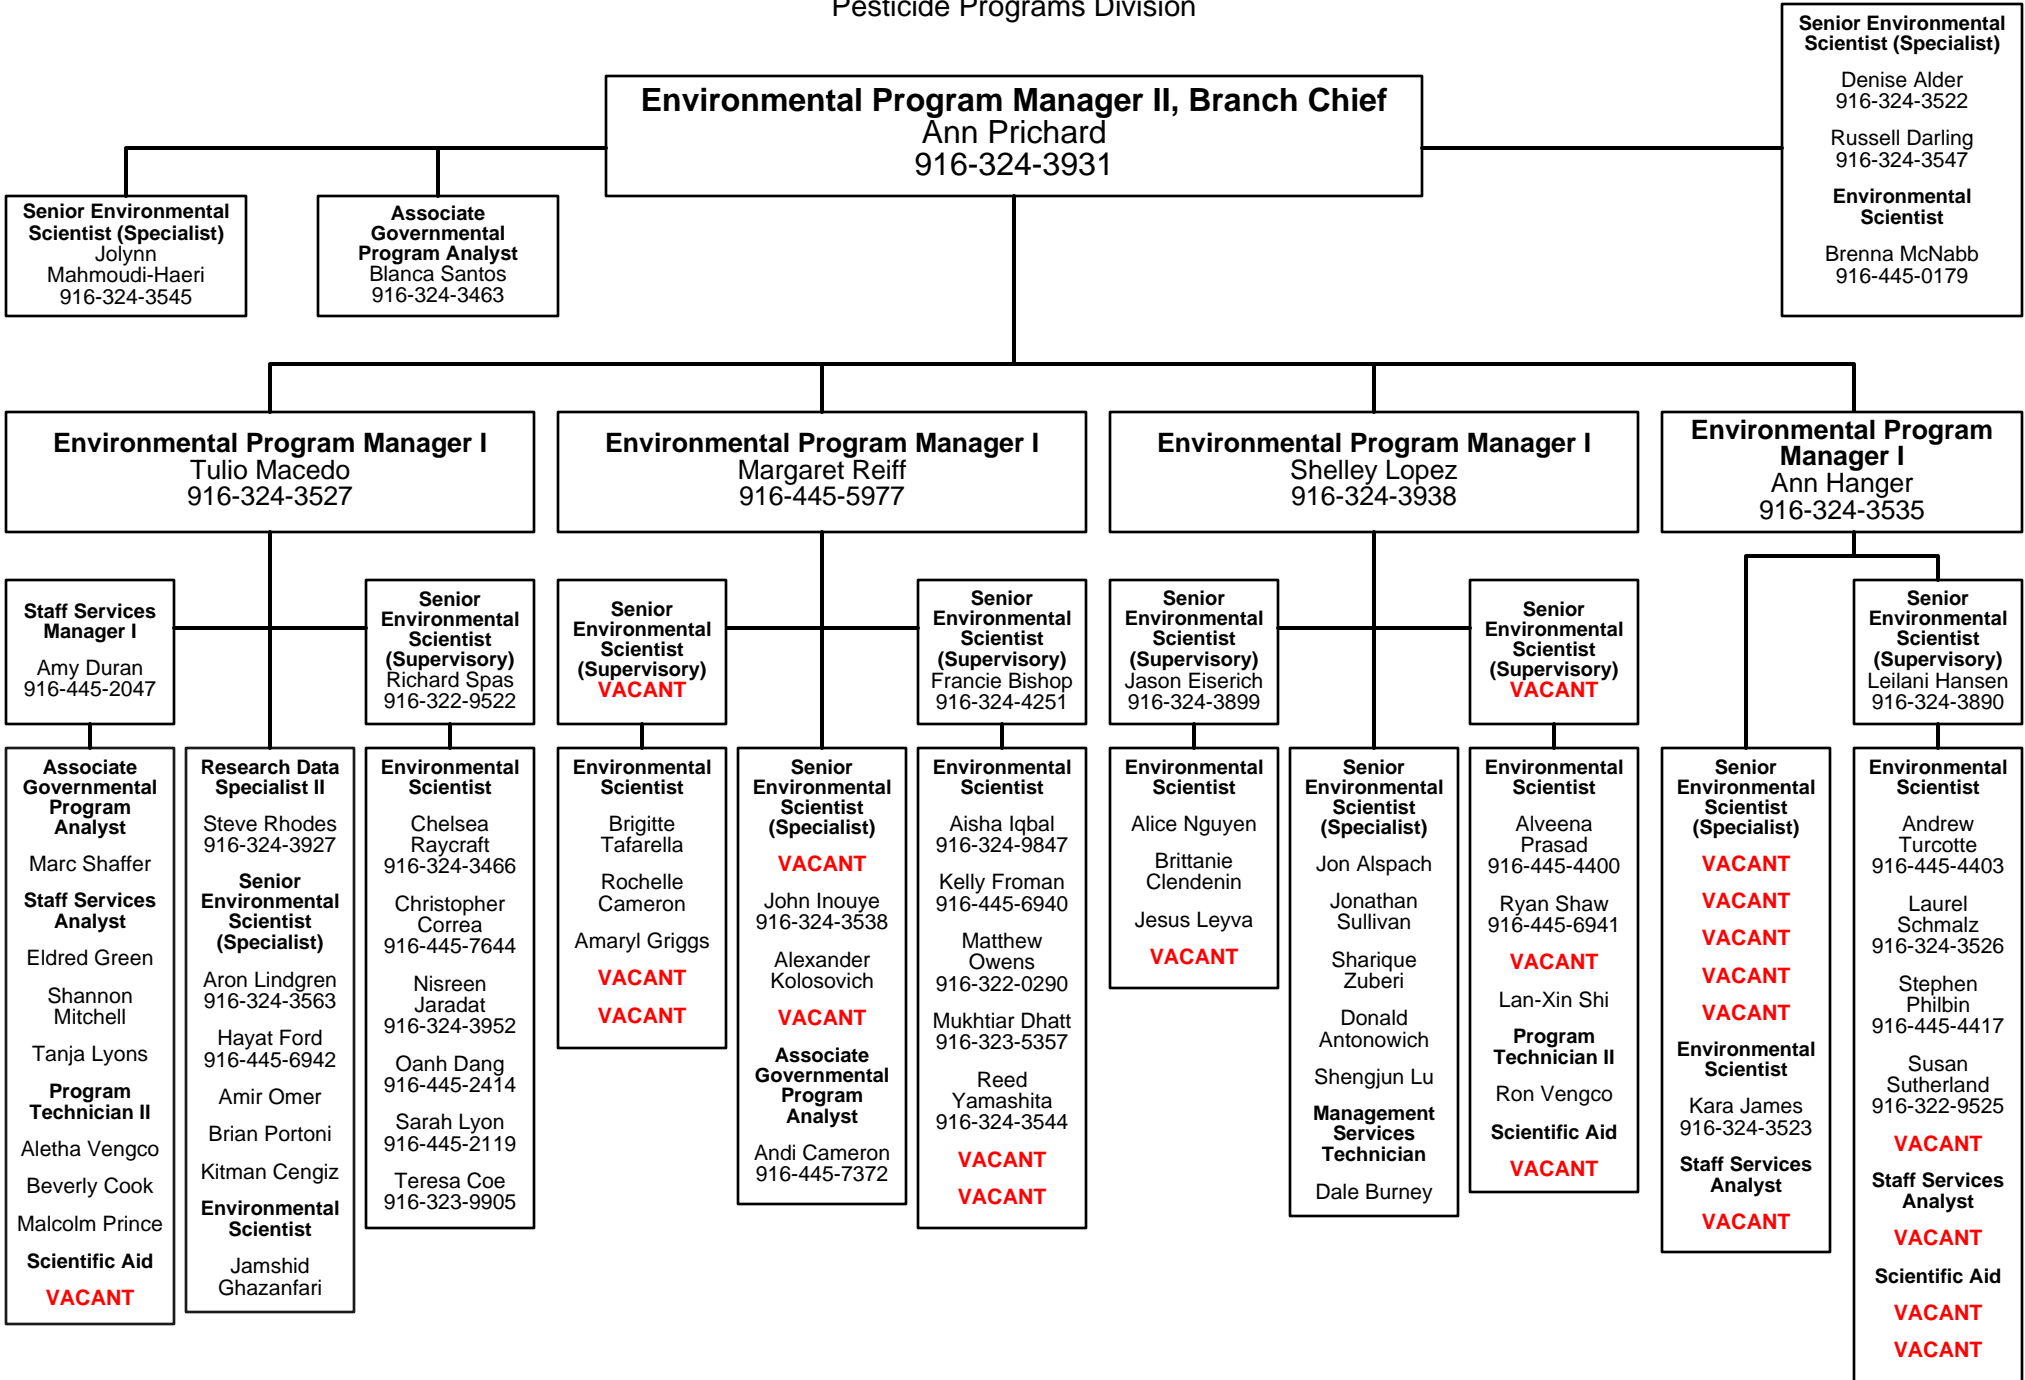 Pesticide Programs Division
Senior Environmental
Scientist (Specialist)
Denise Alder
916-324-3522
Russell Darling
916-324-3547
Environmental
Scientist
Brenna McNabb
916-445-0179
Environmental Program Manager II, Branch Chief
Ann Prichard
916-324-3931
Senior Environmental
Scientist (Specialist)
Jolynn
Mahmoudi-Haeri
916-324-3545
Associate
Governmental
Program Analyst
Blanca Santos
916-324-3463
Environmental Program Manager I
Tulio Macedo
916-324-3527
Environmental Program Manager I
Margaret Reiff
916-445-5977
Environmental Program Manager I
Shelley Lopez
916-324-3938
Environmental Program
Manager I
Ann Hanger
916-324-3535
Staff Services
Manager I
Amy Duran
916-445-2047
Senior
Environmental
Scientist
(Supervisory)
Richard Spas
916-322-9522
Senior
Environmental
Scientist
(Supervisory)
VACANT
Senior
Environmental
Scientist
(Supervisory)
Francie Bishop
916-324-4251
Senior
Environmental
Scientist
(Supervisory)
Jason Eiserich
916-324-3899
Senior
Environmental
Scientist
(Supervisory)
VACANT
Senior
Environmental
Scientist
(Supervisory)
Leilani Hansen
916-324-3890
Associate
Governmental
Program
Analyst
Marc Shaffer
Staff Services
Analyst
Eldred Green
Shannon
Mitchell
Tanja Lyons
Program
Technician II
Aletha Vengco
Beverly Cook
Malcolm Prince
Scientific Aid
VACANT
Research Data
Specialist II
Steve Rhodes
916-324-3927
Senior
Environmental
Scientist
(Specialist)
Aron Lindgren
916-324-3563
Hayat Ford
916-445-6942
Amir Omer
Brian Portoni
Kitman Cengiz
Environmental
Scientist
Jamshid
Ghazanfari
Environmental
Scientist
Chelsea
Raycraft
916-324-3466
Christopher
Correa
916-445-7644
Nisreen
Jaradat
916-324-3952
Oanh Dang
916-445-2414
Sarah Lyon
916-445-2119
Teresa Coe
916-323-9905
Environmental
Scientist
Brigitte
Tafarella
Rochelle
Cameron
Amaryl Griggs
VACANT
VACANT
Senior
Environmental
Scientist
(Specialist)
VACANT
John Inouye
916-324-3538
Alexander
Kolosovich
VACANT
Associate
Governmental
Program
Analyst
Andi Cameron
916-445-7372
Environmental
Scientist
Aisha Iqbal
916-324-9847
Kelly Froman
916-445-6940
Matthew
Owens
916-322-0290
Mukhtiar Dhatt
916-323-5357
Reed
Yamashita
916-324-3544
VACANT
VACANT
Environmental
Scientist
Alice Nguyen
Brittanie
Clendenin
Jesus Leyva
VACANT
Senior
Environmental
Scientist
(Specialist)
Jon Alspach
Jonathan
Sullivan
Sharique
Zuberi
Donald
Antonowich
Shengjun Lu
Management
Services
Technician
Dale Burney
Environmental
Scientist
Alveena
Prasad
916-445-4400
Ryan Shaw
916-445-6941
VACANT
Lan-Xin Shi
Program
Technician II
Ron Vengco
Scientific Aid
VACANT
Senior
Environmental
Scientist
(Specialist)
VACANT
VACANT
VACANT
VACANT
VACANT
Environmental
Scientist
Kara James
916-324-3523
Staff Services
Analyst
VACANT
Environmental
Scientist
Andrew
Turcotte
916-445-4403
Laurel
Schmalz
916-324-3526
Stephen
Philbin
916-445-4417
Susan
Sutherland
916-322-9525
VACANT
Staff Services
Analyst
VACANT
Scientific Aid
VACANT
VACANT